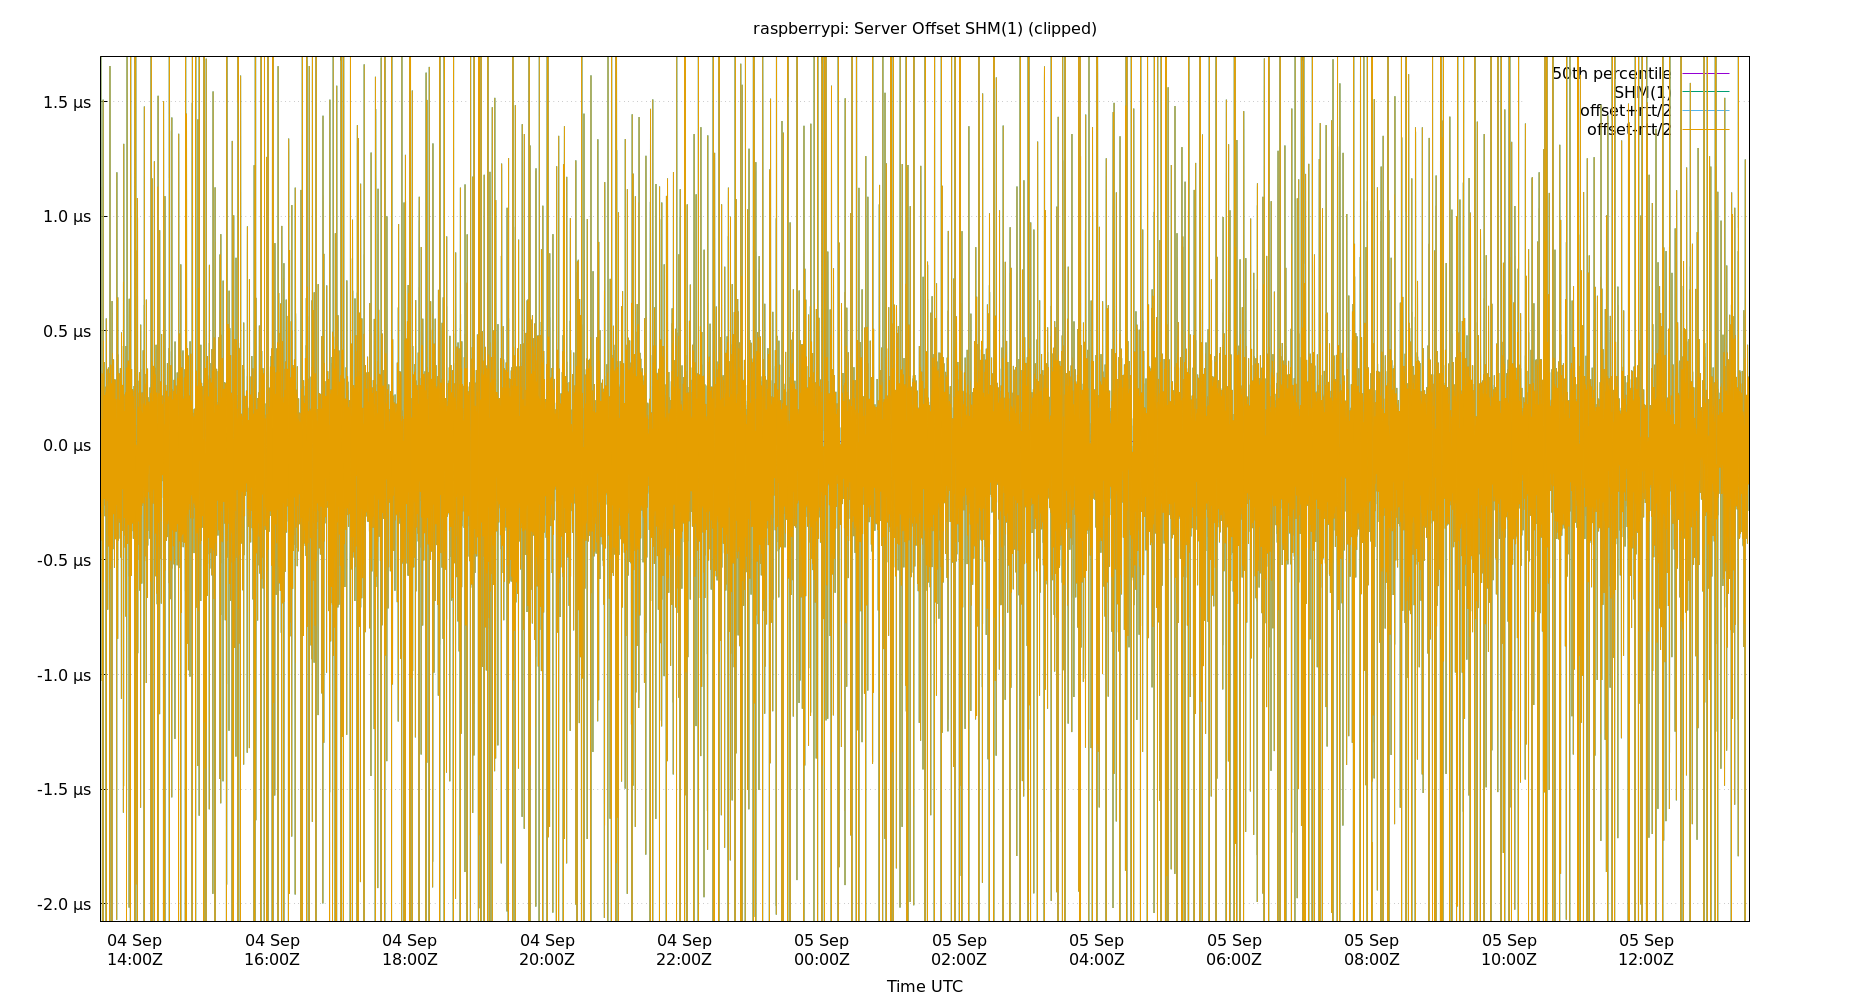 raspberrypi: Server Offset SHM(1) (clipped)
50th percentile
SHM(1)
offset+rtt/2
offset-rtt/2
1.5 µs
1.0 µs
0.5 µs
0.0 µs
-0.5 µs
-1.0 µs
-1.5 µs
-2.0 µs
04 Sep 04 Sep 04 Sep 04 Sep 04 Sep 05 Sep 05 Sep 05 Sep 05 Sep 05 Sep 05 Sep 05 Sep
14:00Z 16:00Z 18:00Z 20:00Z 22:00Z 00:00Z 02:00Z 04:00Z 06:00Z 08:00Z 10:00Z 12:00Z
Time UTC